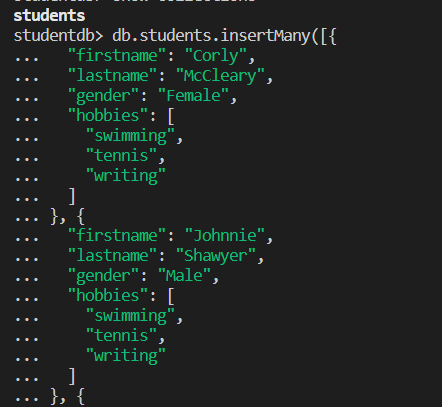 students
studentdb> db.students.insertMany([{
...   "firstname": "Corly",
...   "lastname": "McCleary",
...   "gender": "Female",
...   "hobbies": [
...     "swimming",
...     "tennis",
...     "writing"
...   ]
... }, {
...   "firstname": "Johnnie",
...   "lastname": "Shawyer",
...   "gender": "Male",
...   "hobbies": [
...     "swimming",
...     "tennis",
...     "writing"
...   ]
... }, {